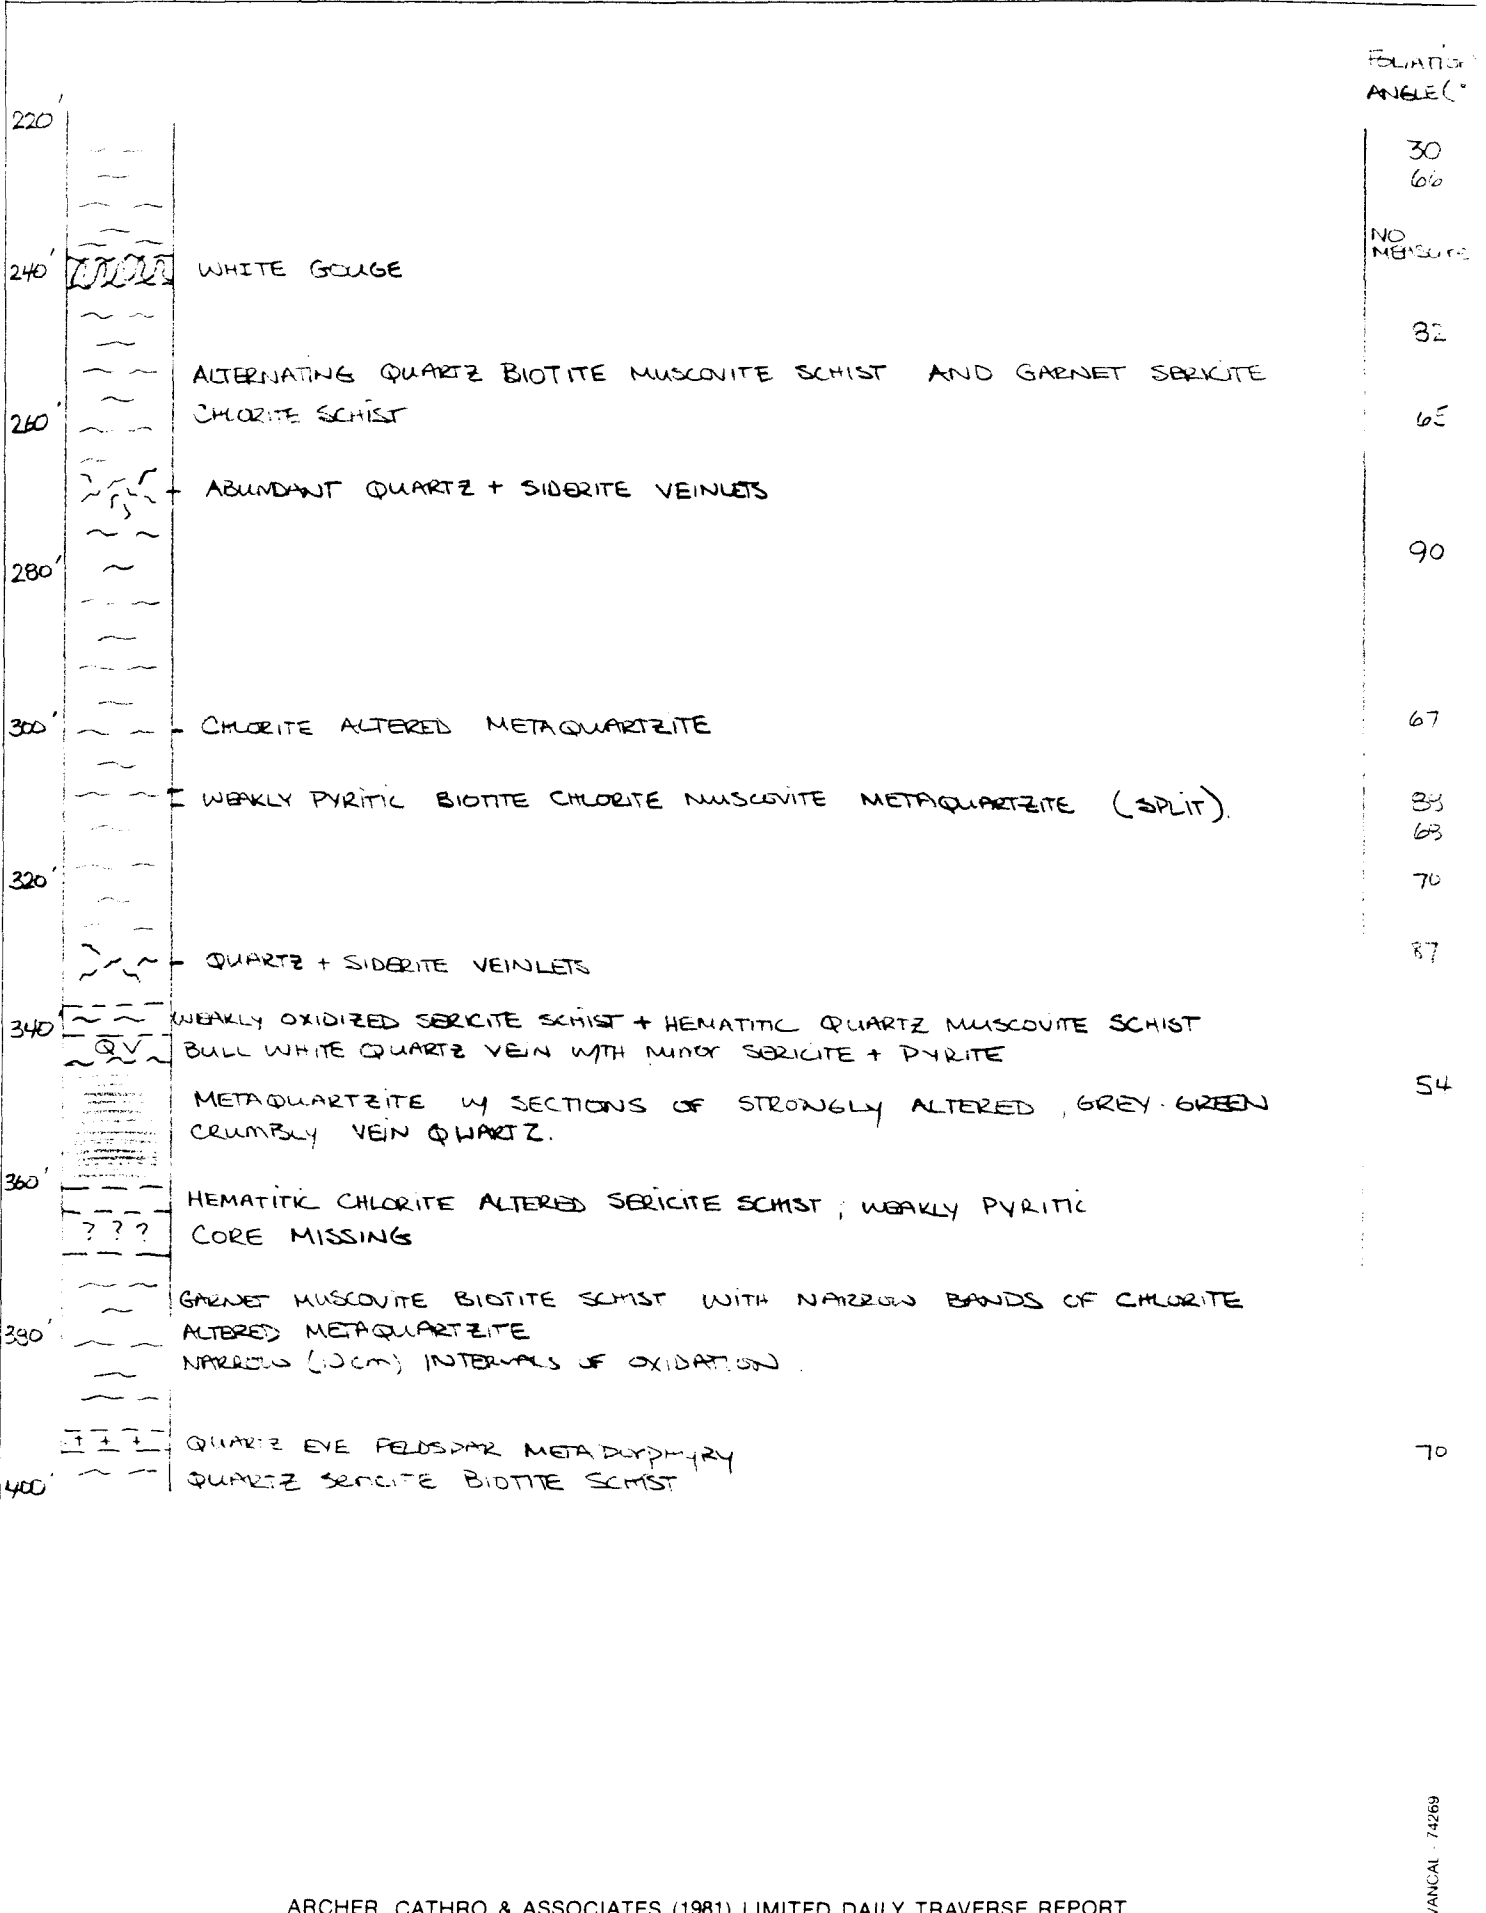 FOLIATION
ANGLE(°
220'
30
66
NO
MEASURE
240'
WHITE GOUGE
82
ALTERNATING QUARTZ BIOTITE MUSCOVITE SCHIST AND GARNET SERICITE
CHLORITE SCHIST
260'
65
ABUNDANT QUARTZ + SIDERITE VEINLETS
90
280'
300'
CHLORITE ALTERED METAQUARTZITE
67
WEAKLY PYRITIC BIOTITE CHLORITE MUSCOVITE METAQUARTZITE (SPLIT).
68
320'
70
QUARTZ + SIDERITE VEINLETS
87
340'
WEAKLY OXIDIZED SERICITE SCHIST + HEMATITIC QUARTZ MUSCOVITE SCHIST
QV
BULL WHITE QUARTZ VEIN WITH MINOR SERICITE + PYRITE
54
METAQUARTZITE W/ SECTIONS OF STRONGLY ALTERED, GREY-GREEN
CRUMBLY VEIN QUARTZ.
360'
HEMATITIC CHLORITE ALTERED SERICITE SCHIST; WEAKLY PYRITIC
? ? ?
CORE MISSING
GARNET MUSCOVITE BIOTITE SCHIST WITH NARROW BANDS OF CHLORITE
380'
ALTERED METAQUARTZITE
NARROW (10cm) INTERVALS OF OXIDATION.
QUARTZ EYE FELDSPAR METAPORPHYRY
70
QUARTZ SERICITE BIOTITE SCHIST
400'
VANCAL - 74269
ARCHER, CATHRO & ASSOCIATES (1981) LIMITED DAILY TRAVERSE REPORT